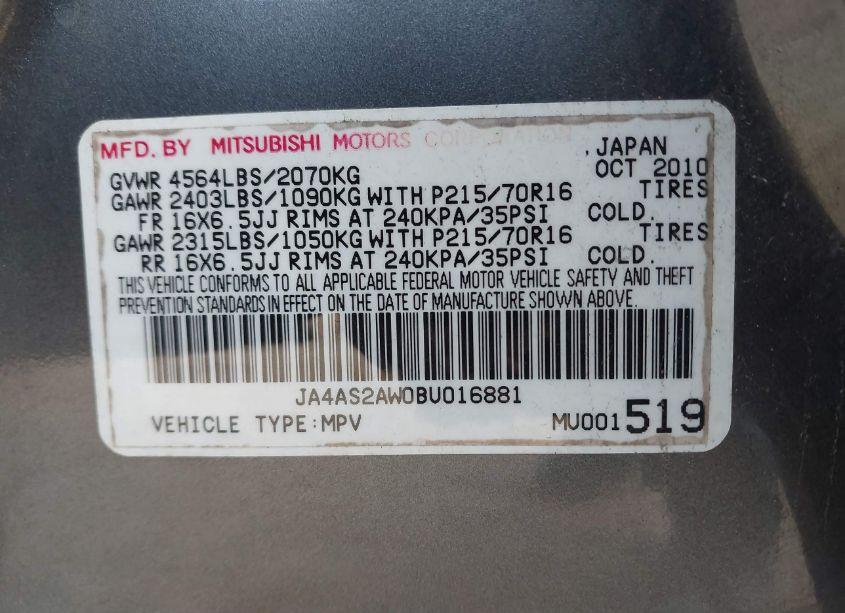 MFD. BY MITSUBISHI MOTORS CORPORATION, JAPAN
GVWR 4564LBS/2070KG OCT 2010
GAWR 2403LBS/1090KG WITH P215/70R16 TIRES
FR 16X6.5JJ RIMS AT 240KPA/35PSI COLD.
GAWR 2315LBS/1050KG WITH P215/70R16 TIRES
RR 16X6.5JJ RIMS AT 240KPA/35PSI COLD.
THIS VEHICLE CONFORMS TO ALL APPLICABLE FEDERAL MOTOR VEHICLE SAFETY AND THEFT
PREVENTION STANDARDS IN EFFECT ON THE DATE OF MANUFACTURE SHOWN ABOVE.
JA4AS2AW0BU016881
VEHICLE TYPE:MPV MU001519